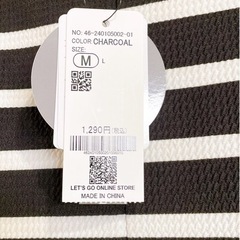 NO. 46-240105002-01
COLOR CHARCOAL
SIZE
M L
1,290円(税込)
LET'S GO ONLINE STORE
MADE IN CHINA